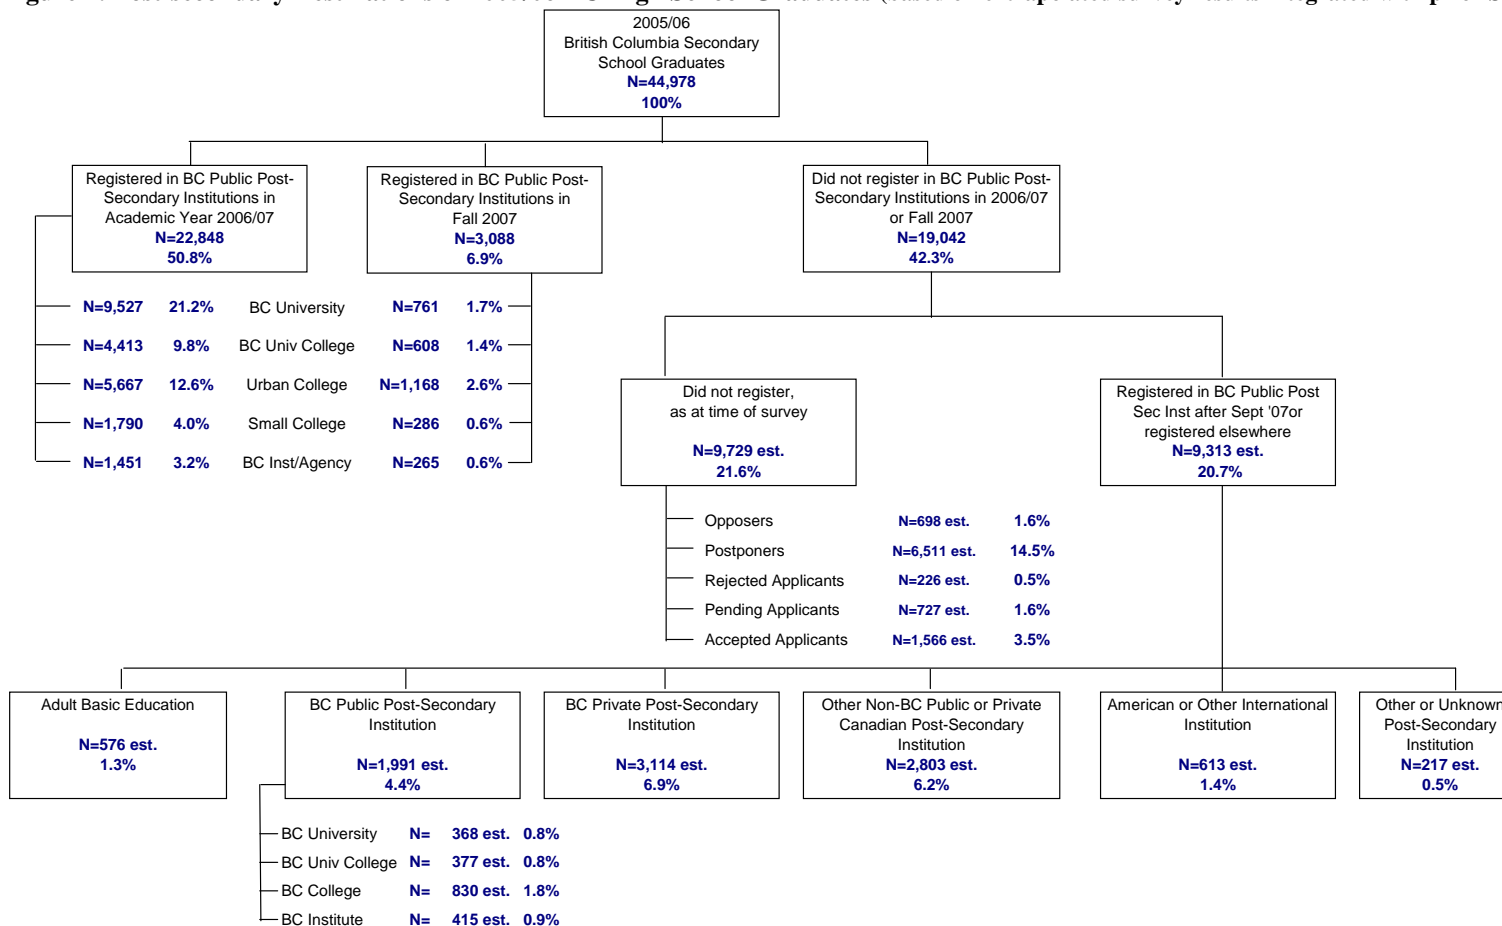 2005/06
British Columbia Secondary
School Graduates
N=44,978
100%
Registered in BC Public Post-
Secondary Institutions in
Academic Year 2006/07
N=22,848
50.8%
Registered in BC Public Post-
Secondary Institutions in
Fall 2007
N=3,088
6.9%
Did not register in BC Public Post-
Secondary Institutions in 2006/07
or Fall 2007
N=19,042
42.3%
N=9,527 21.2% BC University N=761 1.7%
N=4,413 9.8% BC Univ College N=608 1.4%
N=5,667 12.6% Urban College N=1,168 2.6%
N=1,790 4.0% Small College N=286 0.6%
N=1,451 3.2% BC Inst/Agency N=265 0.6%
Did not register,
as at time of survey
N=9,729 est.
21.6%
Registered in BC Public Post
Sec Inst after Sept '07or
registered elsewhere
N=9,313 est.
20.7%
Opposers N=698 est. 1.6%
Postponers N=6,511 est. 14.5%
Rejected Applicants N=226 est. 0.5%
Pending Applicants N=727 est. 1.6%
Accepted Applicants N=1,566 est. 3.5%
Adult Basic Education
N=576 est.
1.3%
BC Public Post-Secondary
Institution
N=1,991 est.
4.4%
BC Private Post-Secondary
Institution
N=3,114 est.
6.9%
Other Non-BC Public or Private
Canadian Post-Secondary
Institution
N=2,803 est.
6.2%
American or Other International
Institution
N=613 est.
1.4%
Other or Unknown
Post-Secondary
Institution
N=217 est.
0.5%
BC University N= 368 est. 0.8%
BC Univ College N= 377 est. 0.8%
BC College N= 830 est. 1.8%
BC Institute N= 415 est. 0.9%